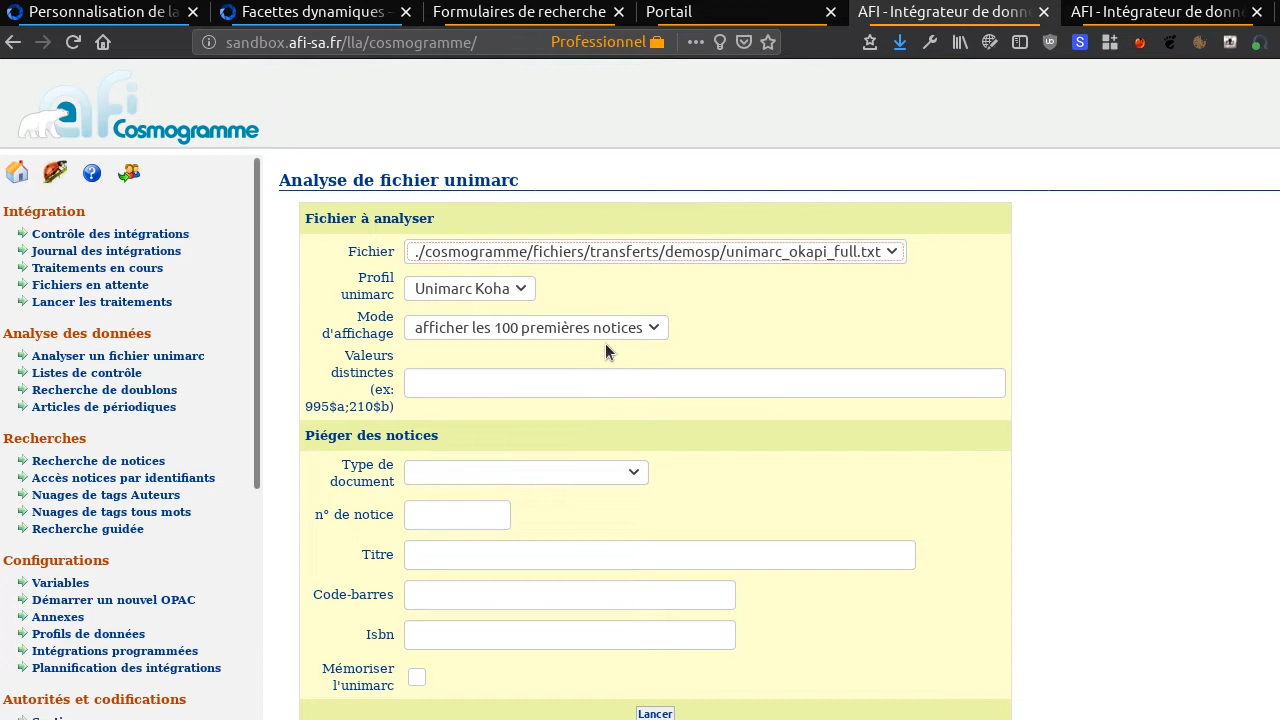 Personnalisation de la
Facettes dynamiques -
Formulaires de recherche
Portail
AFI - Intégrateur de donn
AFI - Intégrateur de donn
sandbox.afi-sa.fr/lla/cosmogramme/
Professionnel
afi
Cosmogramme
Intégration
Contrôle des intégrations
Journal des intégrations
Traitements en cours
Fichiers en attente
Lancer les traitements
Analyse des données
Analyser un fichier unimarc
Listes de contrôle
Recherche de doublons
Articles de périodiques
Recherches
Recherche de notices
Accès notices par identifiants
Nuages de tags Auteurs
Nuages de tags tous mots
Recherche guidée
Configurations
Variables
Démarrer un nouvel OPAC
Annexes
Profils de données
Intégrations programmées
Plannification des intégrations
Autorités et codifications
Analyse de fichier unimarc
Fichier à analyser
Fichier
./cosmogramme/fichiers/transferts/demosp/unimarc_okapi_full.txt
Profil
unimarc
Unimarc Koha
Mode
d'affichage
afficher les 100 premières notices
Valeurs
distinctes
(ex:
995$a;210$b)
Piéger des notices
Type de
document
n° de notice
Titre
Code-barres
Isbn
Mémoriser
l'unimarc
Lancer